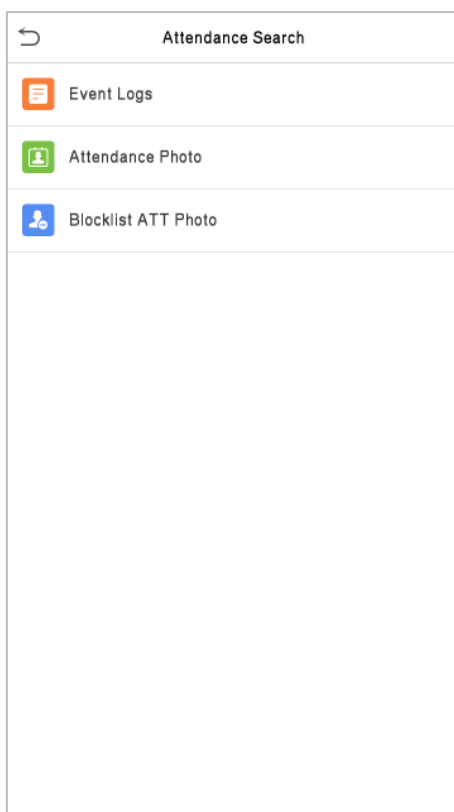 Attendance Search
Event Logs
Attendance Photo
Blocklist ATT Photo